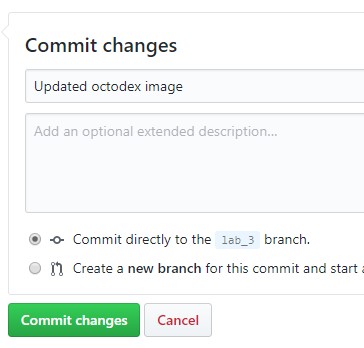 Commit changes
Updated octodex image
Add an optional extended description...
Commit directly to the lab_3 branch.
Create a new branch for this commit and start
Commit changes Cancel